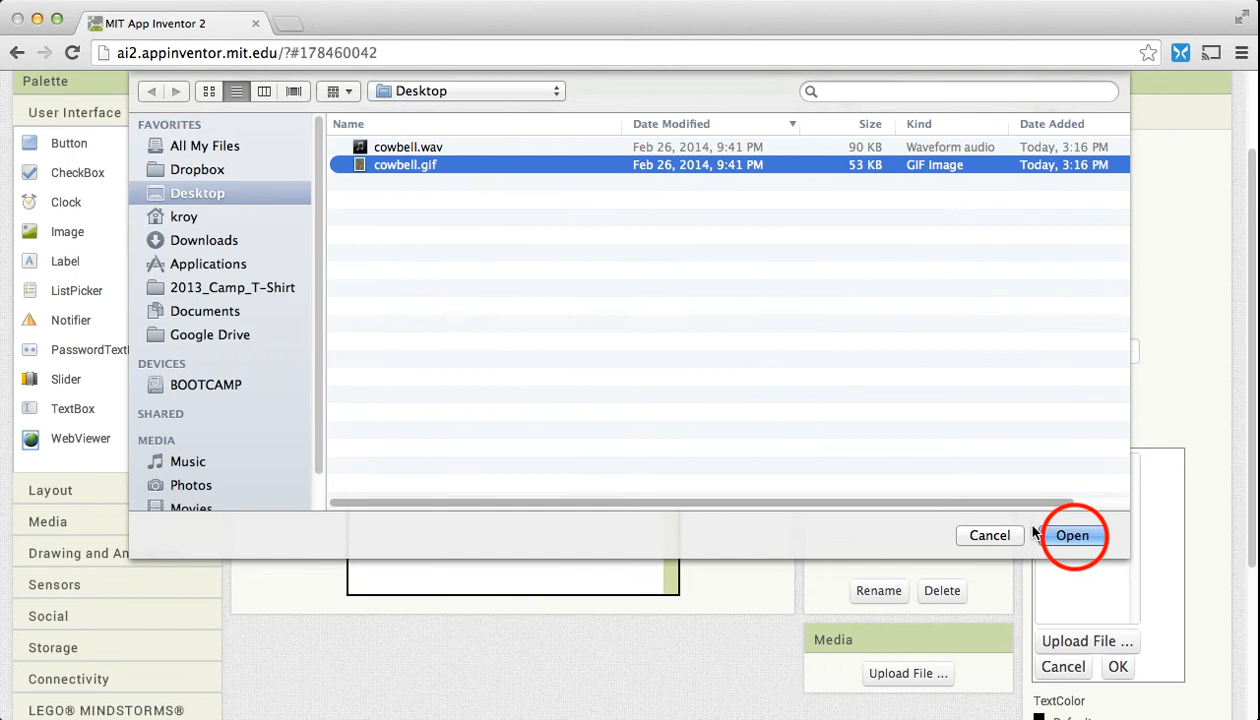 MIT App Inventor 2
ai2.appinventor.mit.edu/?#178460042
Palette
User Interface
Button
CheckBox
Clock
Image
Label
ListPicker
Notifier
PasswordText
Slider
TextBox
WebViewer
Layout
Media
Drawing and An
Sensors
Social
Storage
Connectivity
LEGO® MINDSTORMS®
Desktop
FAVORITES
All My Files
Dropbox
Desktop
kroy
Downloads
Applications
2013_Camp_T-Shirt
Documents
Google Drive
DEVICES
BOOTCAMP
SHARED
MEDIA
Music
Photos
Movies
Name Date Modified Size Kind Date Added
cowbell.wav Feb 26, 2014, 9:41 PM 90 KB Waveform audio Today, 3:16 PM
cowbell.gif Feb 26, 2014, 9:41 PM 53 KB GIF Image Today, 3:16 PM
Cancel Open
Rename Delete
Media
Upload File ...
Upload File ...
Cancel OK
TextColor
Default